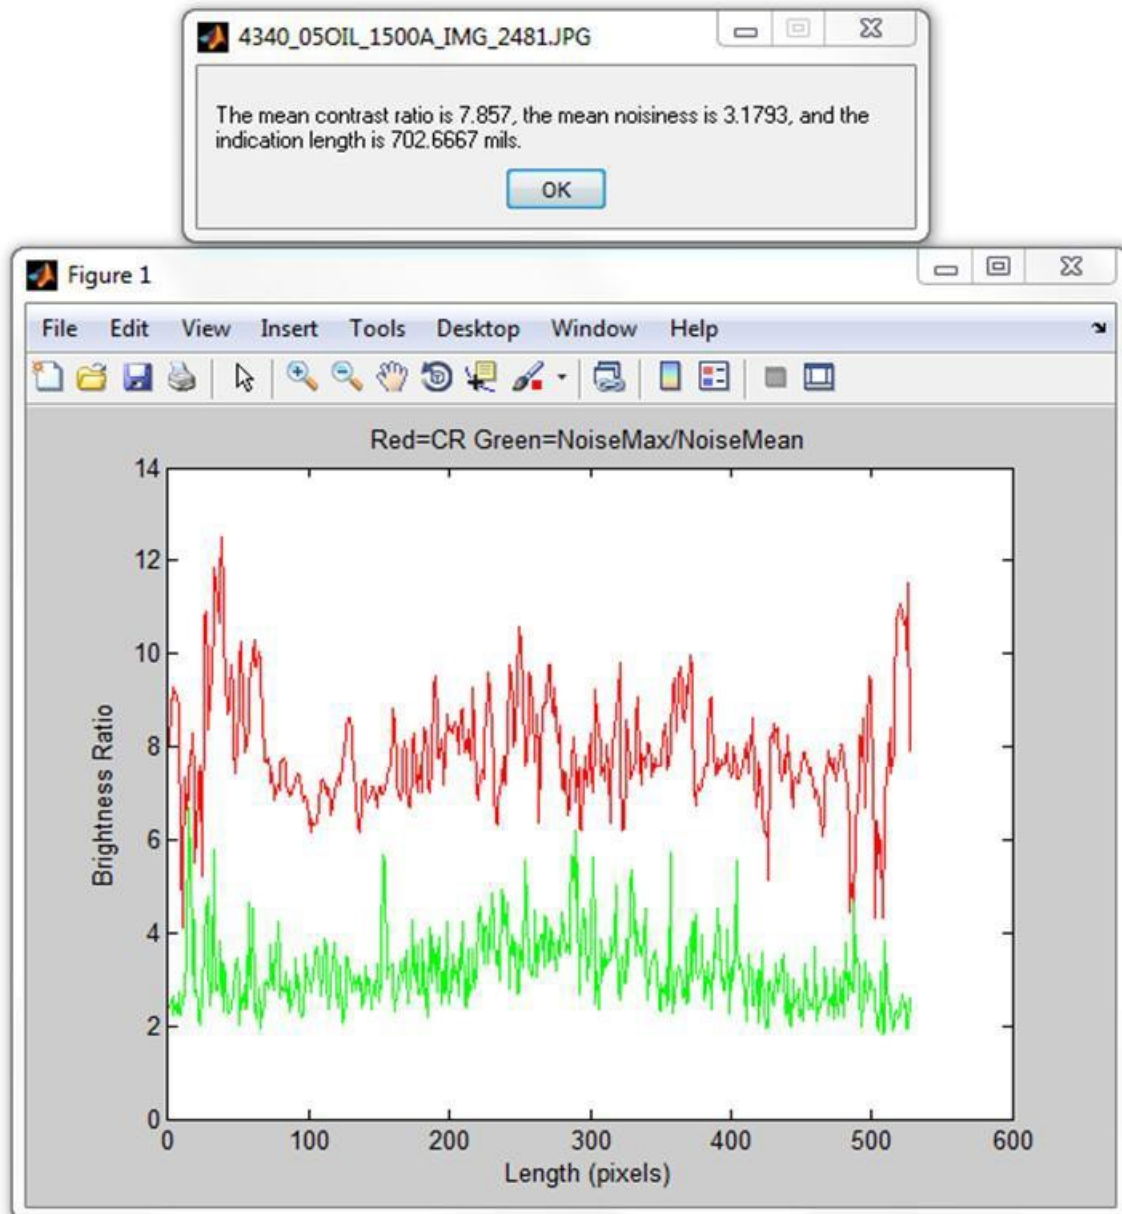 4340_05OIL_1500A_IMG_2481.JPG
The mean contrast ratio is 7.857, the mean noisiness is 3.1793, and the
indication length is 702.6667 mils.
OK
Figure 1
File Edit View Insert Tools Desktop Window Help
Red=CR Green=NoiseMax/NoiseMean
14
12
10
8
6
4
2
0
Brightness Ratio
0 100 200 300 400 500 600
Length (pixels)